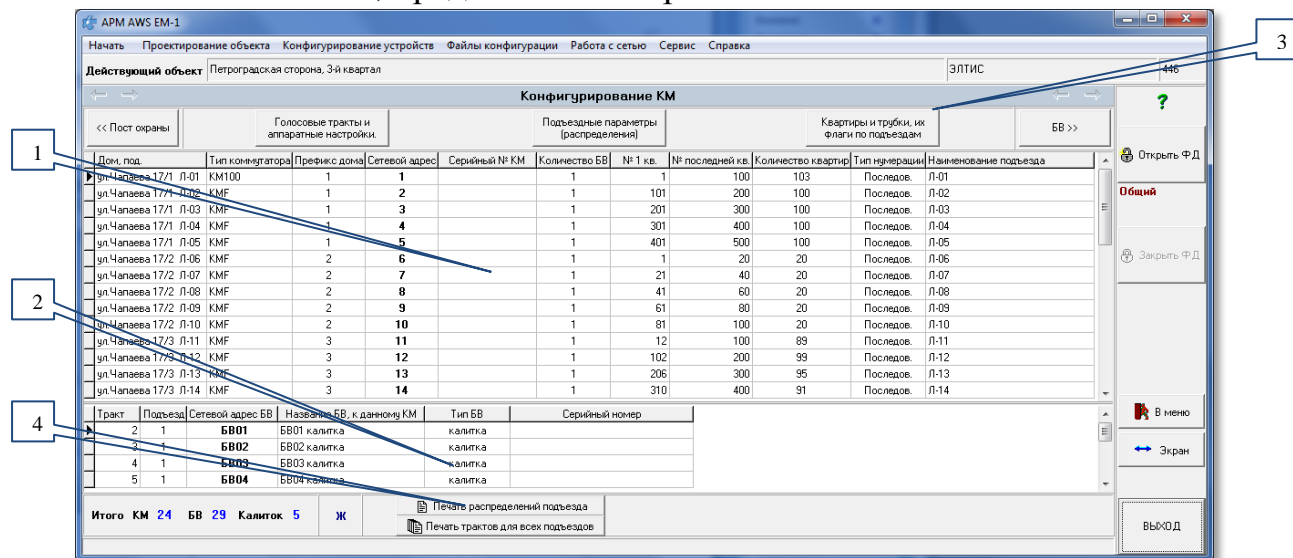 APM AWS EM-1
Начать Проектирование объекта Конфигурирование устройств Файлы конфигурации Работа с сетью Сервис Справка
3
Действующий объект Петроградская сторона, 3-й квартал ЭЛТИС 446
Конфигурирование КМ
?
<< Пост охраны Голосовые тракты и аппаратные настройки. Подъездные параметры (распределения) Квартиры и трубки, их флаги по подъездам БВ >>
1
Открыть ФД
Дом, под. Тип коммутатора Префикс дома Сетевой адрес Серийный № КМ Количество БВ № 1 кв. № последней кв. Количество квартир Тип нумерации Наименование подъезда
ул.Чапаева 17/1 Л-01 КМ100 1 1 1 1 100 103 Последов. Л-01
Общий
ул.Чапаева 17/1 Л-02 KMF 1 2 1 101 200 100 Последов. Л-02
ул.Чапаева 17/1 Л-03 KMF 1 3 1 201 300 100 Последов. Л-03
ул.Чапаева 17/1 Л-04 KMF 1 4 1 301 400 100 Последов. Л-04
ул.Чапаева 17/1 Л-05 KMF 1 5 1 401 500 100 Последов. Л-05
Закрыть ФД
ул.Чапаева 17/2 Л-06 KMF 2 6 1 1 20 20 Последов. Л-06
ул.Чапаева 17/2 Л-07 KMF 2 7 1 21 40 20 Последов. Л-07
ул.Чапаева 17/2 Л-08 KMF 2 8 1 41 60 20 Последов. Л-08
2
ул.Чапаева 17/2 Л-09 KMF 2 9 1 61 80 20 Последов. Л-09
ул.Чапаева 17/2 Л-10 KMF 2 10 1 81 100 20 Последов. Л-10
ул.Чапаева 17/3 Л-11 KMF 3 11 1 12 100 89 Последов. Л-11
ул.Чапаева 17/3 Л-12 KMF 3 12 1 102 200 99 Последов. Л-12
ул.Чапаева 17/3 Л-13 KMF 3 13 1 206 300 95 Последов. Л-13
ул.Чапаева 17/3 Л-14 KMF 3 14 1 310 400 91 Последов. Л-14
4
Тракт Подъезд Сетевой адрес БВ Название БВ, к данному КМ Тип БВ Серийный номер
В меню
2 1 БВ01 БВ01 калитка калитка
3 1 БВ02 БВ02 калитка калитка
Экран
4 1 БВ03 БВ03 калитка калитка
5 1 БВ04 БВ04 калитка калитка
Печать распределений подъезда
Итого КМ 24 БВ 29 Калиток 5 Ж
Печать трактов для всех подъездов
ВЫХОД